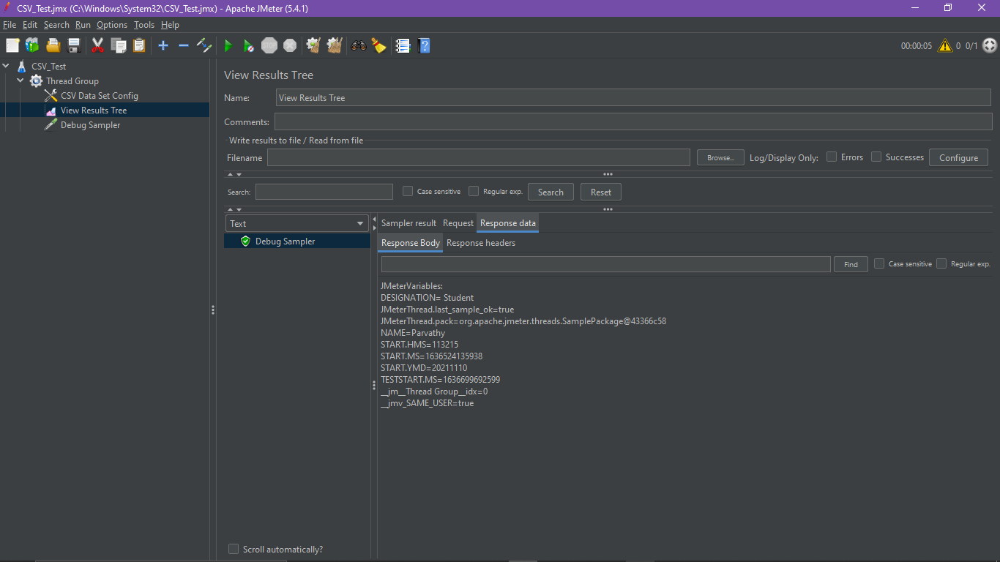 CSV_Test.jmx (C:\Windows\System32\CSV_Test.jmx) - Apache JMeter (5.4.1)
File Edit Search Run Options Tools Help
STOP
00:00:05 0 0/1
CSV_Test
Thread Group
CSV Data Set Config
View Results Tree
Debug Sampler
View Results Tree
Name: View Results Tree
Comments:
Write results to file / Read from file
Filename Browse... Log/Display Only: Errors Successes Configure
Search: Case sensitive Regular exp. Search Reset
Text
Debug Sampler
Scroll automatically?
Sampler result Request Response data
Response Body Response headers
Find Case sensitive Regular exp.
JMeterVariables:
DESIGNATION= Student
JMeterThread.last_sample_ok=true
JMeterThread.pack=org.apache.jmeter.threads.SamplePackage@43366c58
NAME=Parvathy
START.HMS=113215
START.MS=1636524135938
START.YMD=20211110
TESTSTART.MS=1636699692599
__jm__Thread Group__idx=0
__jmv_SAME_USER=true